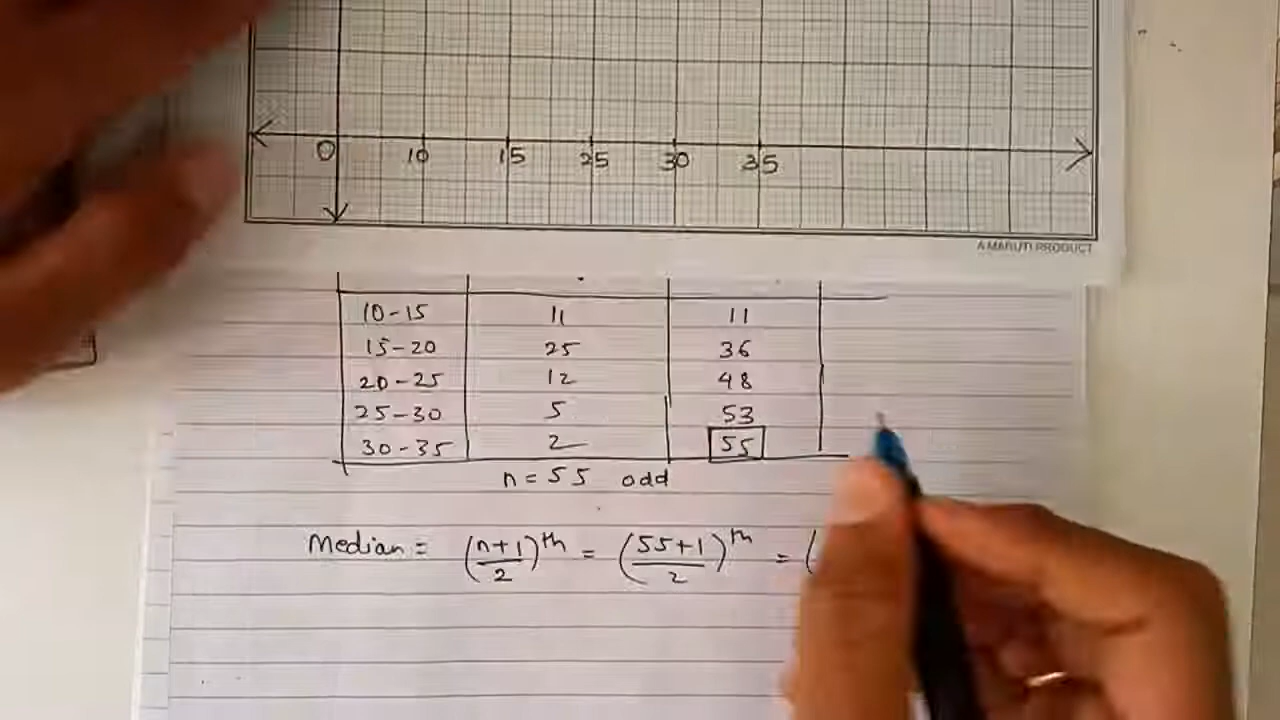 0 10 15 25 30 35
A MARUTI PRODUCT
10-15 11 11
15-20 25 36
20-25 12 48
25-30 5 53
30-35 2 55
n = 55 odd
Median = (n+1/2)th = (55+1/2)th = (